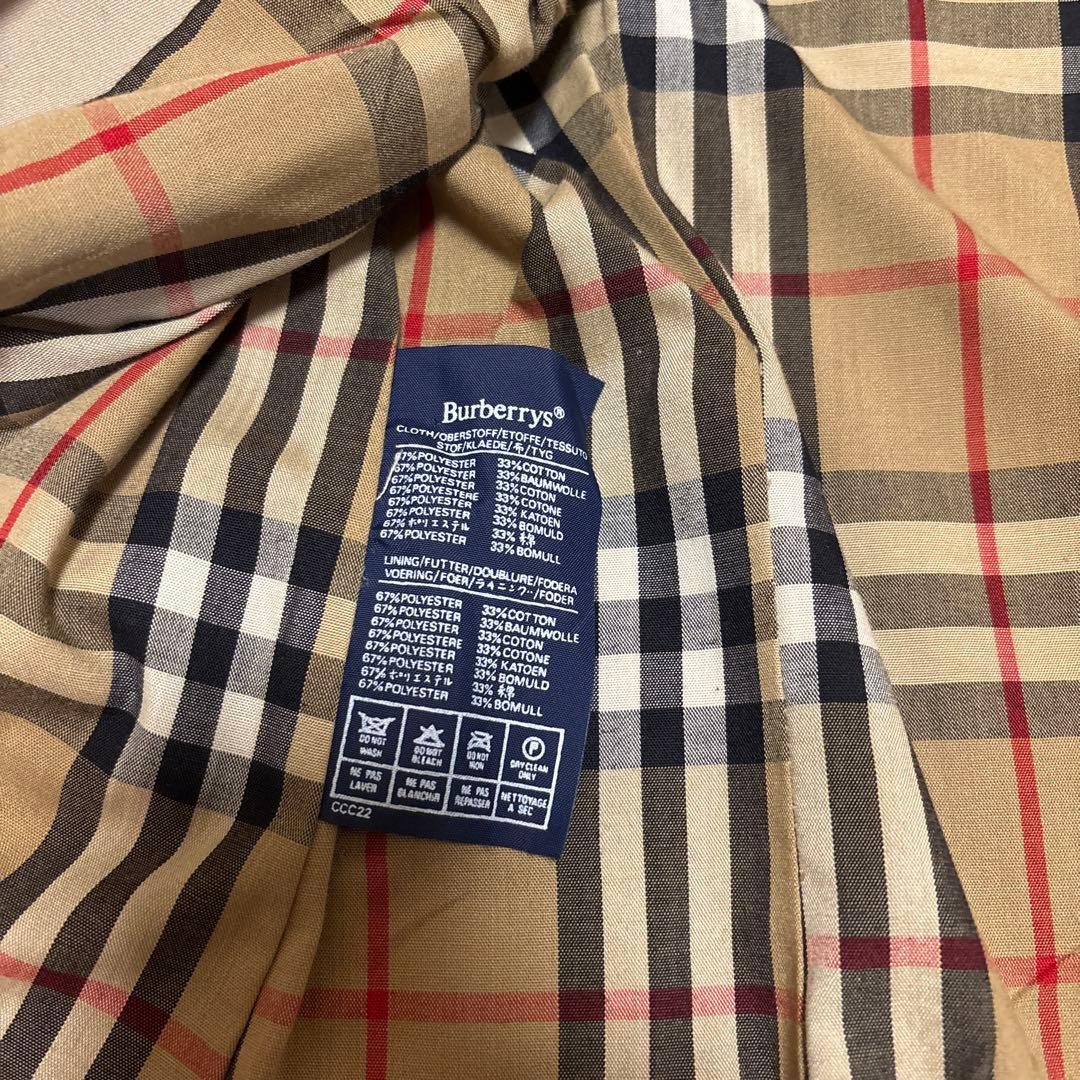 Burberrys®
CLOTH/OBERSTOFF/ETOFFE/TESSUTO
STOF/KLAEDE/布/TYG
67%POLYESTER 33%COTTON
67%POLYESTER 33%BAUMWOLLE
67%POLYESTER 33%COTON
67%POLYESTERE 33%COTONE
67%POLYESTER 33%KATOEN
67%POLYESTER 33%BOMULD
67%ポリエステル 33%綿
67%POLYESTER 33%BOMULL
LINING/FUTTER/DOUBLURE/FODERA
VOERING/FOER/ライニング/FODER
67%POLYESTER 33%COTTON
67%POLYESTER 33%BAUMWOLLE
67%POLYESTER 33%COTON
67%POLYESTERE 33%COTONE
67%POLYESTER 33%KATOEN
67%POLYESTER 33%BOMULD
67%ポリエステル 33%綿
67%POLYESTER 33%BOMULL
DO NOT WASH
DO NOT BLEACH
DO NOT IRON
P
DRY CLEAN ONLY
NE PAS LAVER
NE PAS BLANCHIR
NE PAS REPASSER
NETTOYAGE A SEC
CCC22